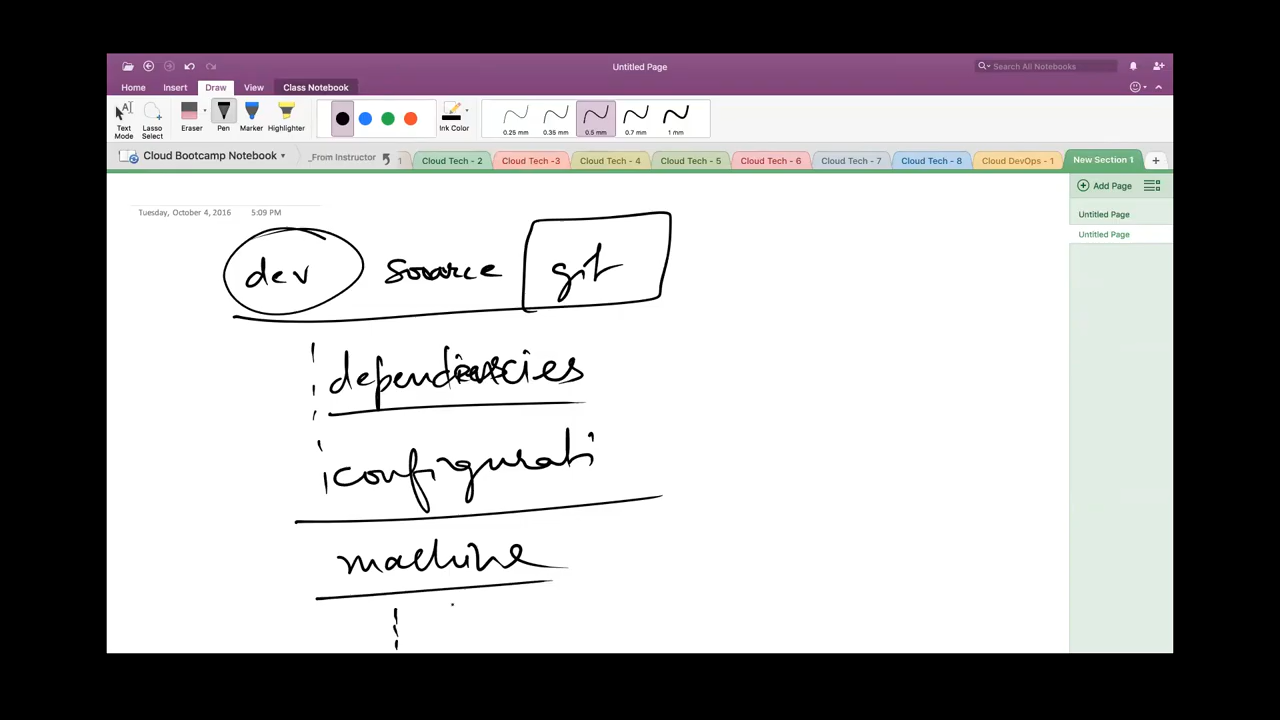 Untitled Page
Search All Notebooks
Home Insert Draw View Class Notebook
Text Mode
Lasso Select
Eraser
Pen
Marker
Highlighter
Ink Color
0.25 mm
0.35 mm
0.5 mm
0.7 mm
1 mm
Cloud Bootcamp Notebook
_From Instructor
1
Cloud Tech - 2
Cloud Tech -3
Cloud Tech - 4
Cloud Tech - 5
Cloud Tech - 6
Cloud Tech - 7
Cloud Tech - 8
Cloud DevOps - 1
New Section 1
Add Page
Untitled Page
Untitled Page
Tuesday, October 4, 2016 5:09 PM
dev source git
dependencies
configurati
machine